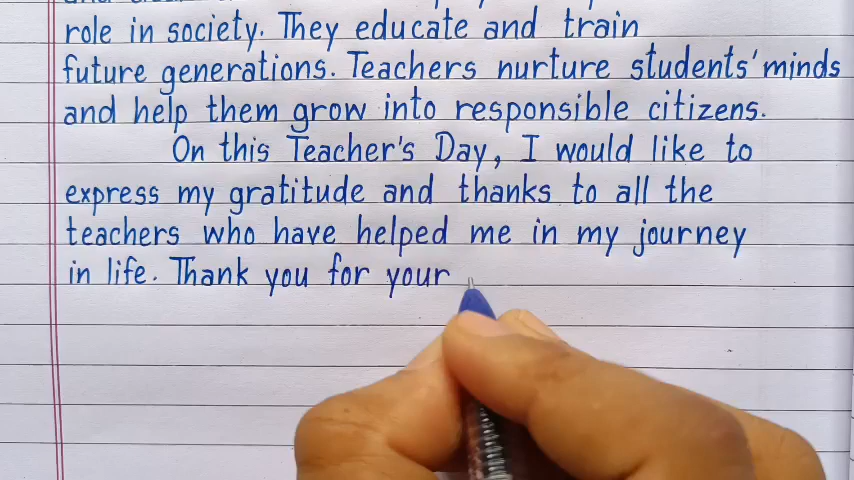 role in society. They educate and train
future generations. Teachers nurture students' minds
and help them grow into responsible citizens.
On this Teacher's Day, I would like to
express my gratitude and thanks to all the
teachers who have helped me in my journey
in life. Thank you for your